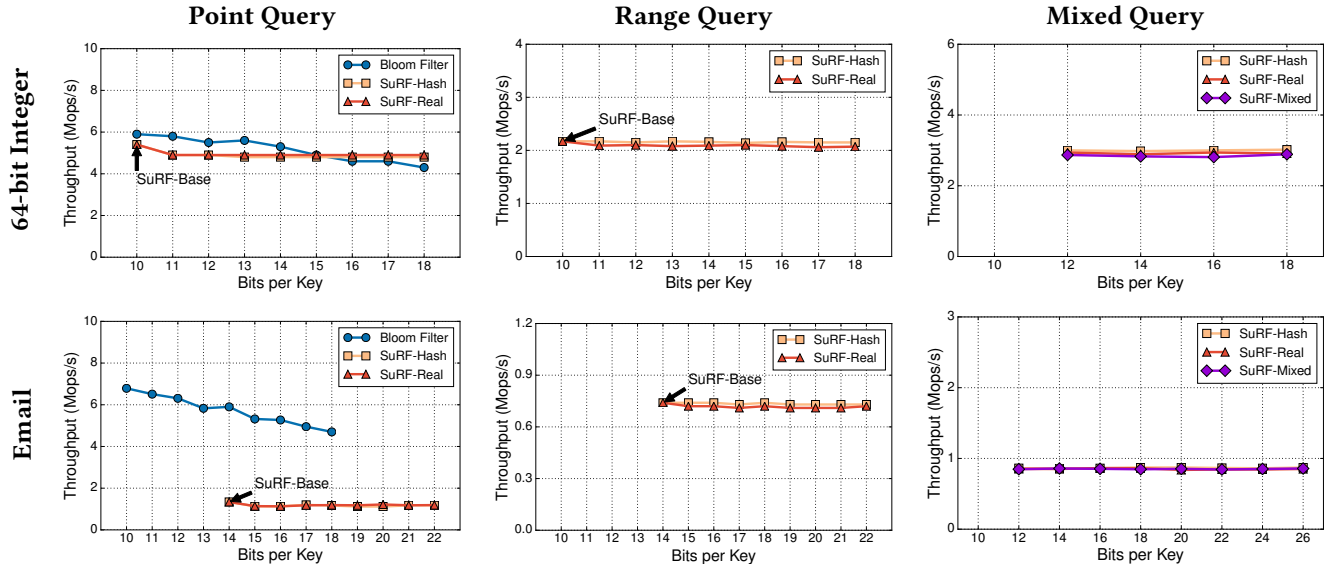 Point Query
Range Query
Mixed Query
64-bit Integer
Throughput (Mops/s)
10
8
6
4
2
0
Bloom Filter
SuRF-Hash
SuRF-Real
SuRF-Base
10 11 12 13 14 15 16 17 18
Bits per Key
Throughput (Mops/s)
4
3
2
1
0
SuRF-Hash
SuRF-Real
SuRF-Base
10 11 12 13 14 15 16 17 18
Bits per Key
Throughput (Mops/s)
6
4
2
0
SuRF-Hash
SuRF-Real
SuRF-Mixed
10 12 14 16 18
Bits per Key
Email
Throughput (Mops/s)
10
8
6
4
2
0
Bloom Filter
SuRF-Hash
SuRF-Real
SuRF-Base
10 11 12 13 14 15 16 17 18 19 20 21 22
Bits per Key
Throughput (Mops/s)
1.2
0.9
0.6
0.3
0.0
SuRF-Hash
SuRF-Real
SuRF-Base
10 11 12 13 14 15 16 17 18 19 20 21 22
Bits per Key
Throughput (Mops/s)
3
2
1
0
SuRF-Hash
SuRF-Real
SuRF-Mixed
12 14 16 18 20 22 24 26
Bits per Key